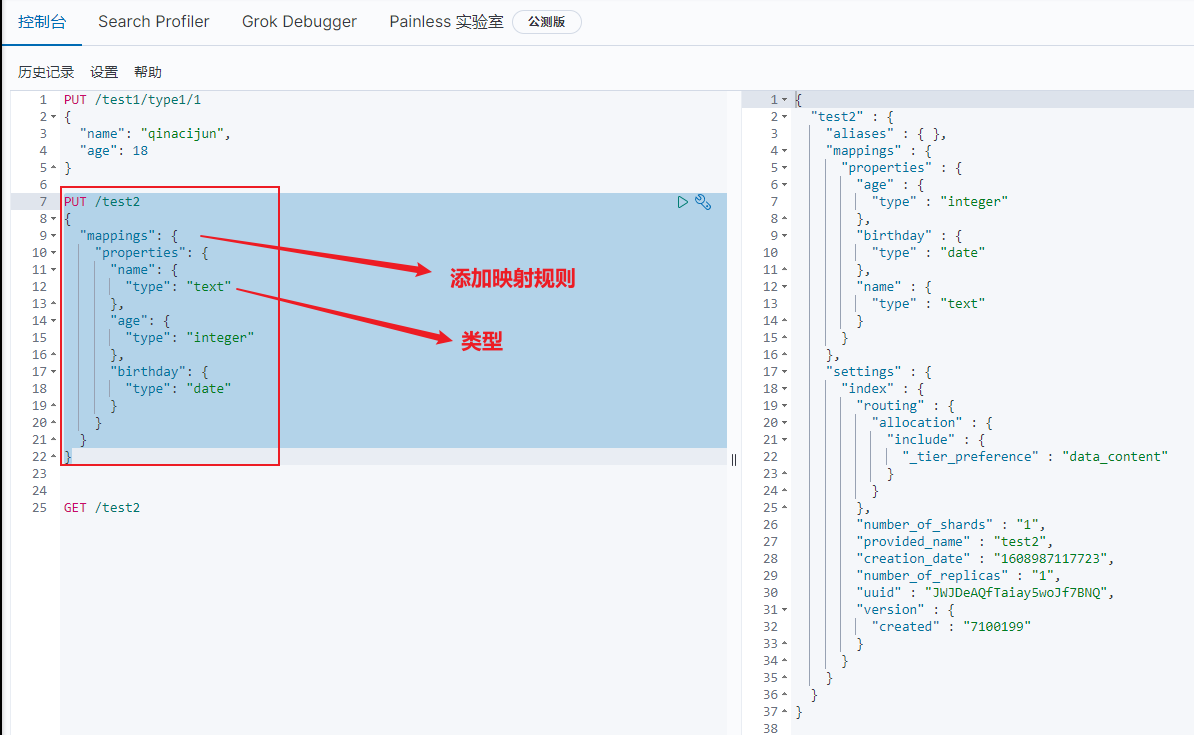 控制台 Search Profiler Grok Debugger Painless 实验室 公测版
历史记录 设置 帮助
1 PUT /test1/type1/1
2 {
3 "name": "qinacijun",
4 "age": 18
5 }
6
7 PUT /test2
8 {
9 "mappings": {
10 "properties": {
11 "name": {
12 "type": "text"
13 },
14 "age": {
15 "type": "integer"
16 },
17 "birthday": {
18 "type": "date"
19 }
20 }
21 }
22 }
23
24
25 GET /test2
添加映射规则
类型
1 {
2 "test2" : {
3 "aliases" : { },
4 "mappings" : {
5 "properties" : {
6 "age" : {
7 "type" : "integer"
8 },
9 "birthday" : {
10 "type" : "date"
11 },
12 "name" : {
13 "type" : "text"
14 }
15 }
16 },
17 "settings" : {
18 "index" : {
19 "routing" : {
20 "allocation" : {
21 "include" : {
22 "_tier_preference" : "data_content"
23 }
24 }
25 },
26 "number_of_shards" : "1",
27 "provided_name" : "test2",
28 "creation_date" : "1608987117723",
29 "number_of_replicas" : "1",
30 "uuid" : "JWJDeAQfTaiay5woJf7BNQ",
31 "version" : {
32 "created" : "7100199"
33 }
34 }
35 }
36 }
37 }
38